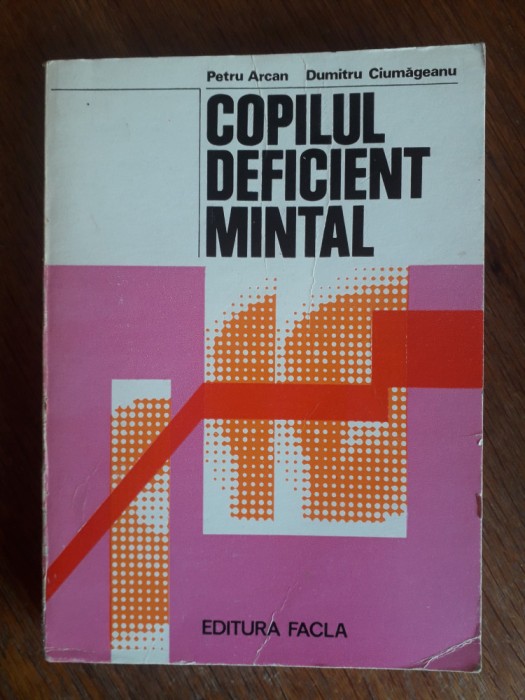 Petru Arcan Dumitru Ciumăgeanu
COPILUL
DEFICIENT
MINTAL
EDITURA FACLA